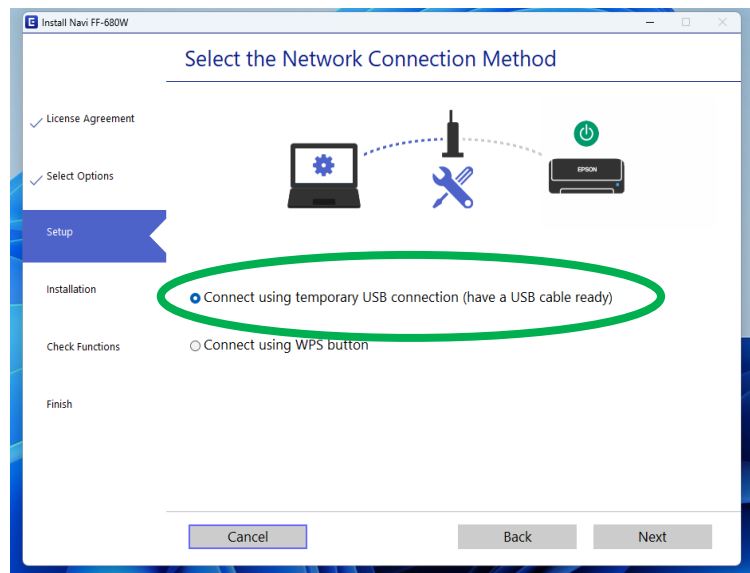 Install Navi FF-680W
Select the Network Connection Method
License Agreement
Select Options
Setup
Installation
Check Functions
Finish
EPSON
Connect using temporary USB connection (have a USB cable ready)
Connect using WPS button
Cancel
Back
Next